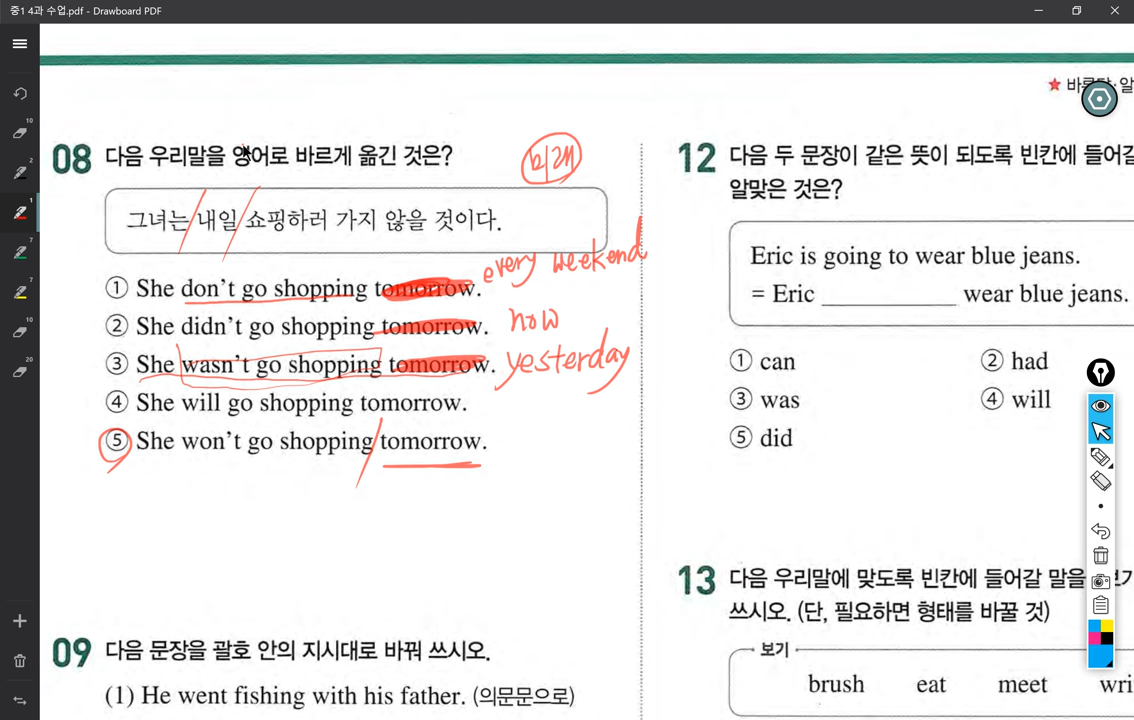 중1 4과 수업.pdf - Drawboard PDF
08 다음 우리말을 영어로 바르게 옮긴 것은?
미래
그녀는 내일 쇼핑하러 가지 않을 것이다.
① She don't go shopping tomorrow. every weekend
② She didn't go shopping tomorrow. now
③ She wasn't go shopping tomorrow. yesterday
④ She will go shopping tomorrow.
⑤ She won't go shopping tomorrow.
09 다음 문장을 괄호 안의 지시대로 바꿔 쓰시오.
(1) He went fishing with his father. (의문문으로)
12 다음 두 문장이 같은 뜻이 되도록 빈칸에 들어갈
알맞은 것은?
Eric is going to wear blue jeans.
= Eric __________ wear blue jeans.
① can ② had
③ was ④ will
⑤ did
13 다음 우리말에 맞도록 빈칸에 들어갈 말을
쓰시오. (단, 필요하면 형태를 바꿀 것)
보기
brush eat meet wri
10
2
1
7
7
10
20